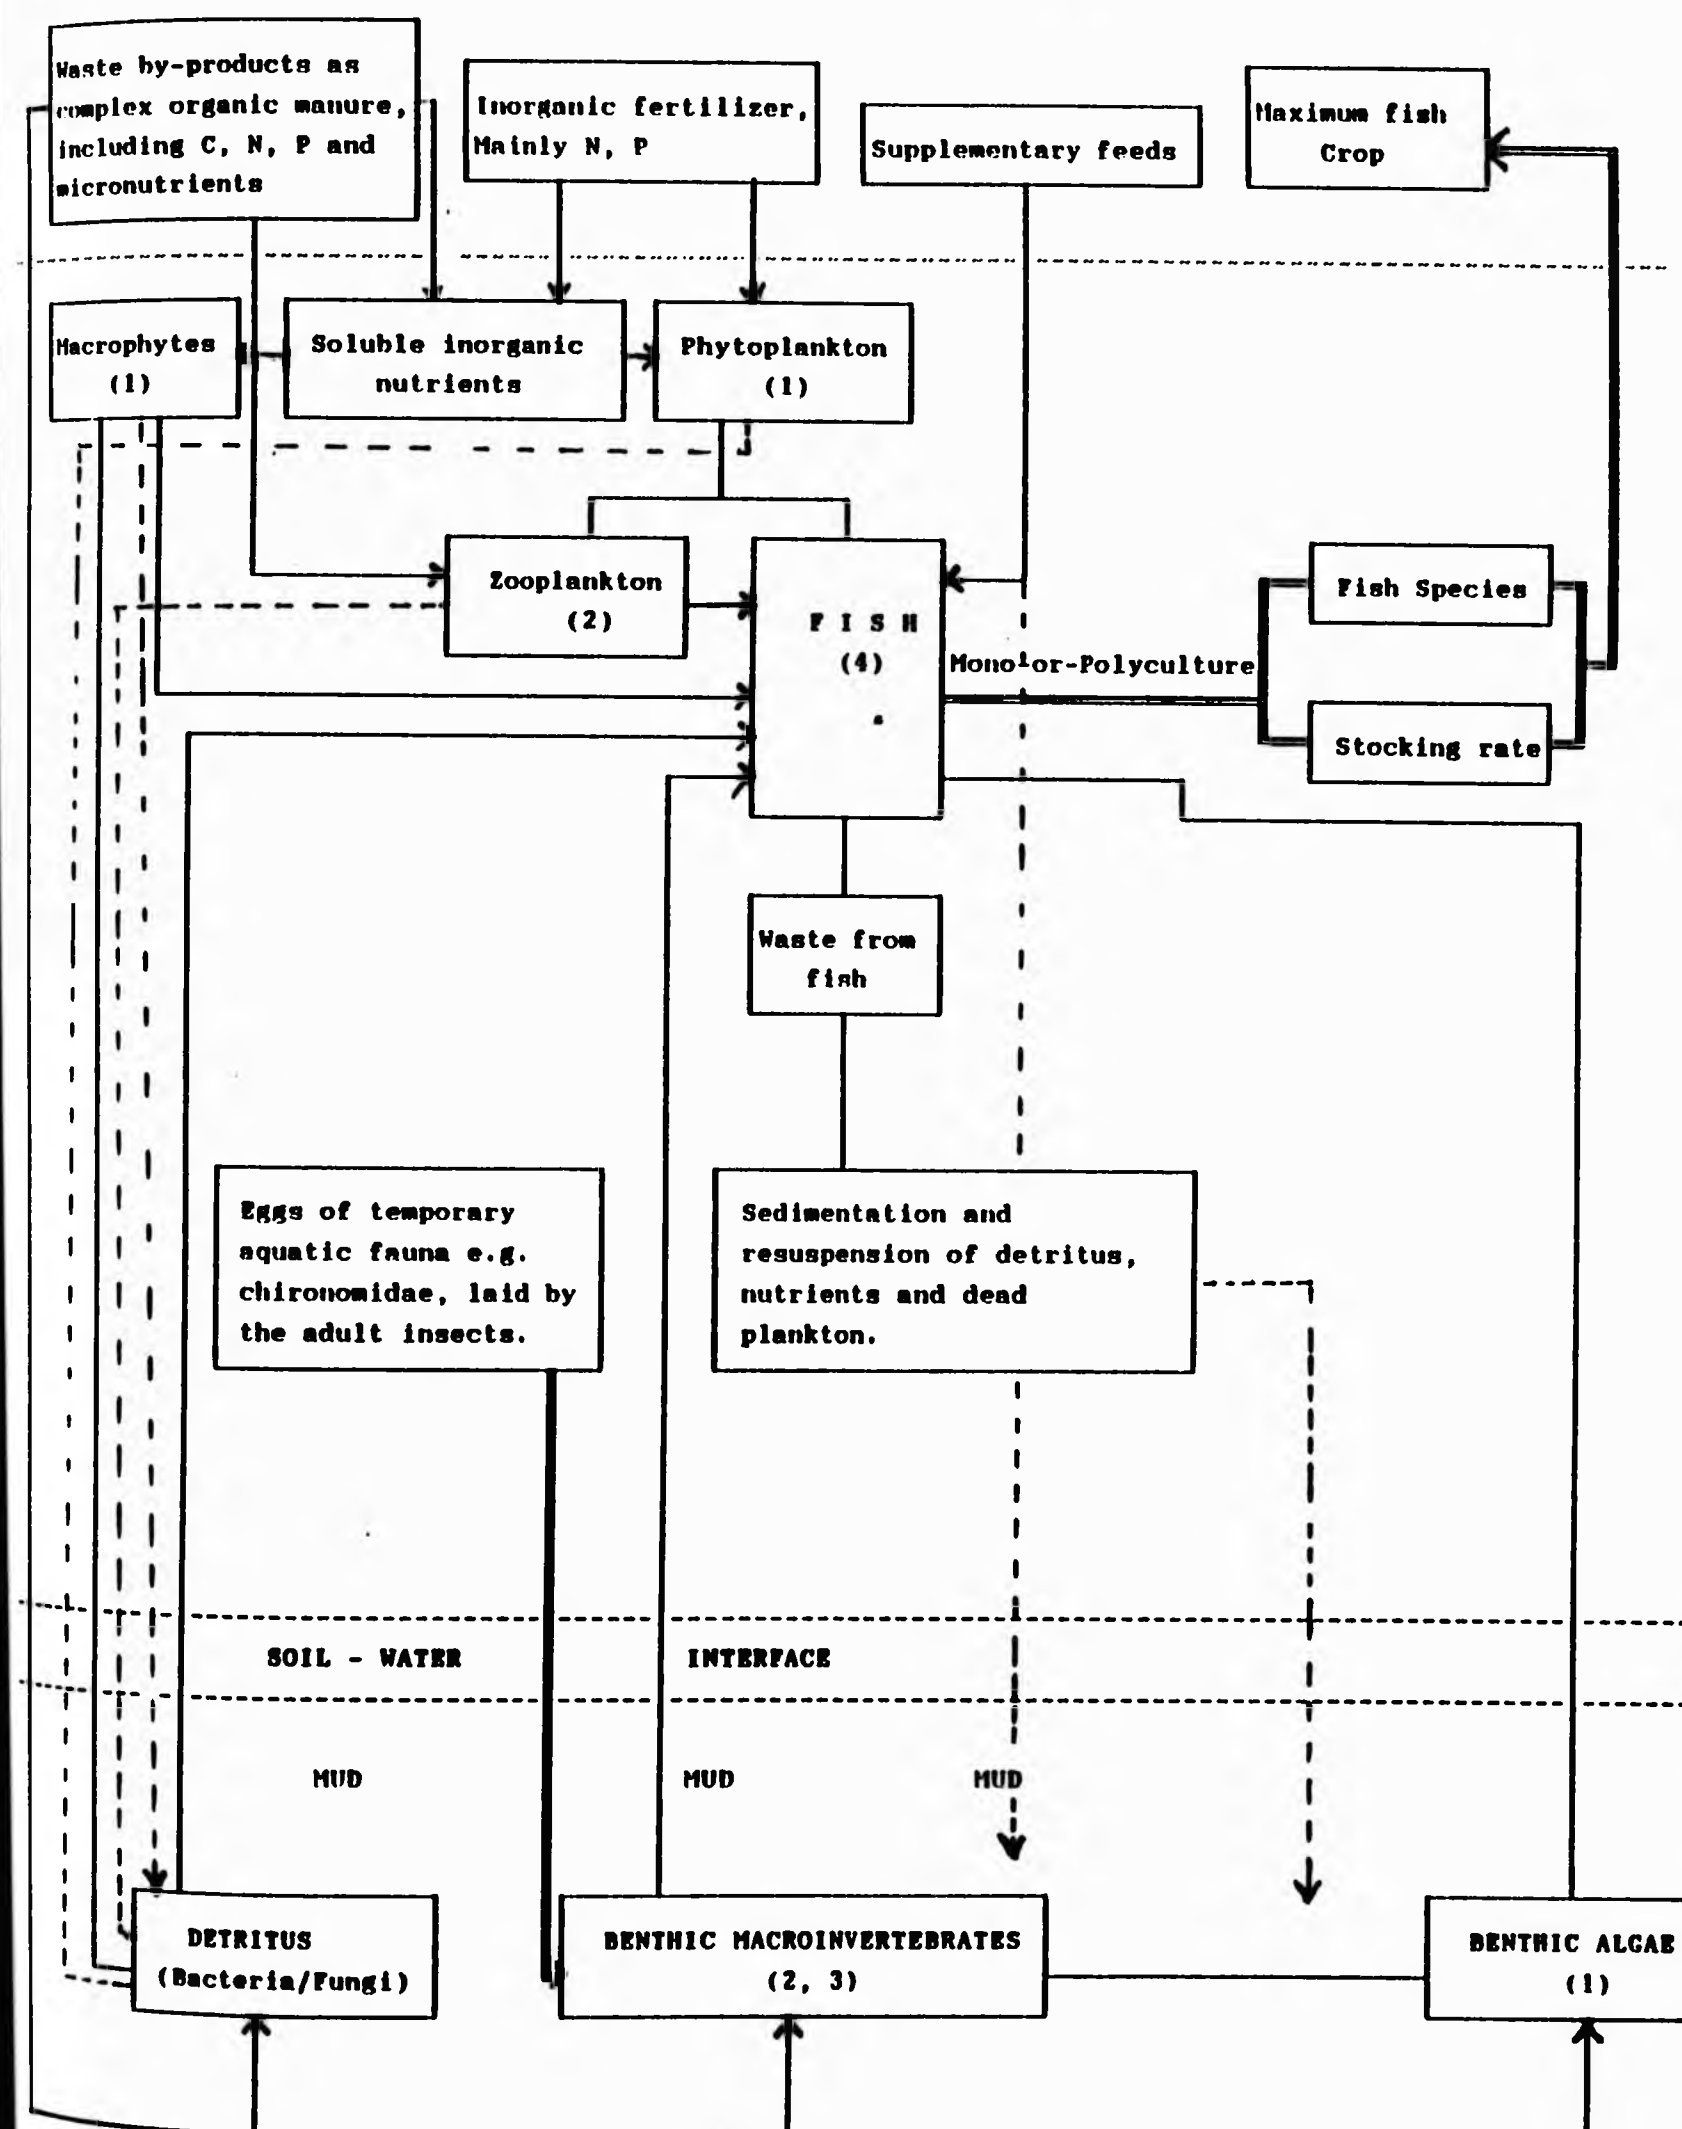 Waste by-products as
complex organic manure,
including C, N, P and
micronutrients
Inorganic fertilizer,
Mainly N, P
Supplementary feeds
Maximum fish
Crop
Macrophytes
(1)
Soluble inorganic
nutrients
Phytoplankton
(1)
Zooplankton
(2)
F I S H
(4)
Mono-or-Polyculture
Fish Species
Stocking rate
Waste from
fish
Eggs of temporary
aquatic fauna e.g.
chironomidae, laid by
the adult insects.
Sedimentation and
resuspension of detritus,
nutrients and dead
plankton.
SOIL - WATER INTERFACE
MUD MUD MUD
DETRITUS
(Bacteria/Fungi)
BENTHIC MACROINVERTEBRATES
(2, 3)
BENTHIC ALGAE
(1)